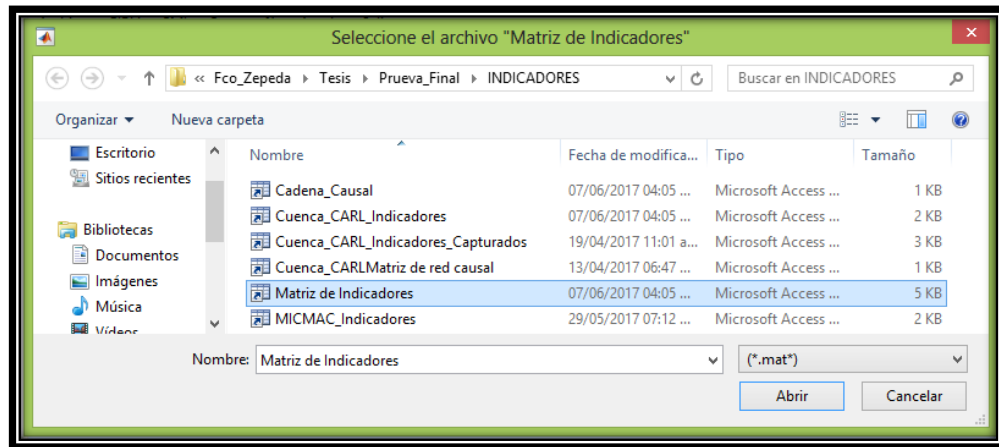 Seleccione el archivo "Matriz de Indicadores"
« Fco_Zepeda Tesis Prueva_Final INDICADORES Buscar en INDICADORES
Organizar Nueva carpeta
Escritorio
Sitios recientes
Bibliotecas
Documentos
Imágenes
Música
Vídeos
Nombre Fecha de modifica... Tipo Tamaño
Cadena_Causal 07/06/2017 04:05 ... Microsoft Access ... 1 KB
Cuenca_CARL_Indicadores 07/06/2017 04:05 ... Microsoft Access ... 2 KB
Cuenca_CARL_Indicadores_Capturados 19/04/2017 11:01 a... Microsoft Access ... 3 KB
Cuenca_CARLMatriz de red causal 13/04/2017 06:47 ... Microsoft Access ... 1 KB
Matriz de Indicadores 07/06/2017 04:05 ... Microsoft Access ... 5 KB
MICMAC_Indicadores 29/05/2017 07:12 ... Microsoft Access ... 2 KB
Nombre: Matriz de Indicadores (*.mat*)
Abrir Cancelar